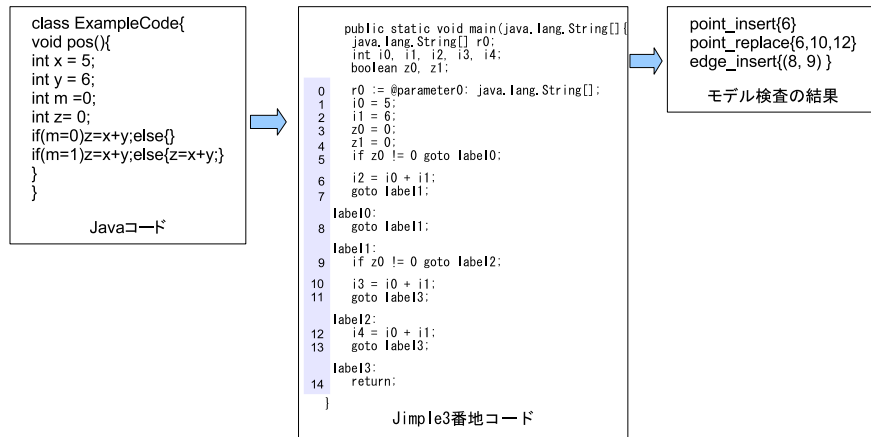 class ExampleCode{
void pos(){
int x = 5;
int y = 6;
int m =0;
int z= 0;
if(m=0)z=x+y;else{}
if(m=1)z=x+y;else{z=x+y;}
}
}
Javaコード
public static void main(java.lang.String[]{
java.lang.String[] r0;
int i0, i1, i2, i3, i4;
boolean z0, z1;
0 r0 := @parameter0: java.lang.String[];
1 i0 = 5;
2 i1 = 6;
3 z0 = 0;
4 z1 = 0;
5 if z0 != 0 goto label0;
6 i2 = i0 + i1;
7 goto label1;
label0:
8 goto label1;
label1:
9 if z0 != 0 goto label2;
10 i3 = i0 + i1;
11 goto label3;
label2:
12 i4 = i0 + i1;
13 goto label3;
label3:
14 return;
}
Jimple3番地コード
point_insert{6}
point_replace{6,10,12}
edge_insert{(8, 9) }
モデル検査の結果